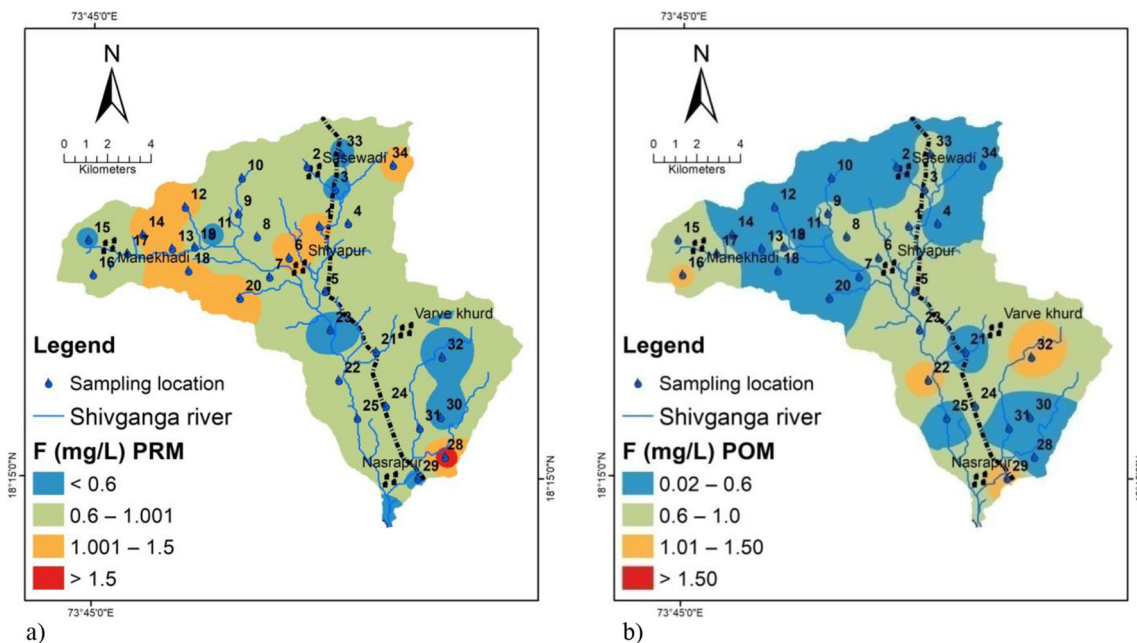 73°45'0"E
N
0 1 2 4
Kilometers
33
2
Sasewadi
34
10
3
12
9
4
14
11
8
15
6
13
19
17
Shivapur
16
Manekhadi
18
7
5
20
23
Varve khurd
21
32
22
24
30
25
31
28
Nasrapur
29
Legend
Sampling location
Shivganga river
F (mg/L) PRM
< 0.6
0.6 – 1.001
1.001 – 1.5
> 1.5
18°15'0"N
18°15'0"N
73°45'0"E
a)
73°45'0"E
N
0 1 2 4
Kilometers
33
2
Sasewadi
34
10
3
12
9
4
14
11
8
15
6
13
17
Shivapur
16
Manekhadi
18
7
5
20
23
Varve khurd
21
32
22
24
30
25
31
28
Nasrapur
29
Legend
Sampling location
Shivganga river
F (mg/L) POM
0.02 – 0.6
0.6 – 1.0
1.01 – 1.50
> 1.50
73°45'0"E
b)